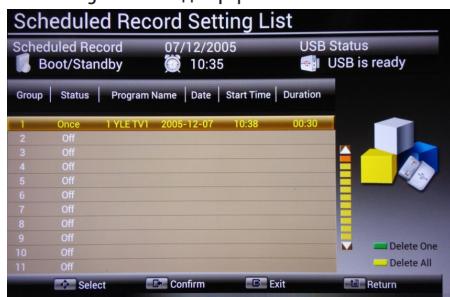 Scheduled Record Setting List
Scheduled Record 07/12/2005 USB Status
Boot/Standby 10:35 USB is ready
Group Status Program Name Date Start Time Duration
1 Once 1 YLE TV1 2005-12-07 10:38 00:30
2 Off
3 Off
4 Off
5 Off
6 Off
7 Off
8 Off
9 Off
10 Off
11 Off
Delete One
Delete All
Select Confirm Exit Return